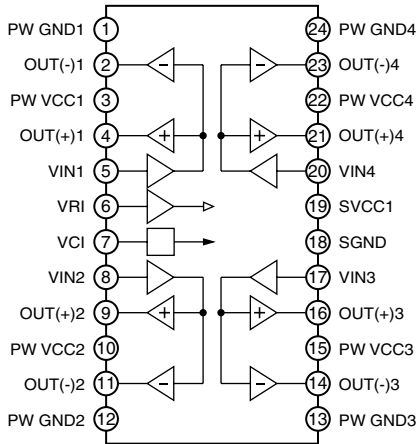 PW GND1 1
OUT(-)1 2 −
PW VCC1 3
OUT(+)1 4 +
VIN1 5
VRI 6
VCI 7
VIN2 8
OUT(+)2 9 +
PW VCC2 10
OUT(-)2 11 −
PW GND2 12
24 PW GND4
− 23 OUT(-)4
22 PW VCC4
+ 21 OUT(+)4
20 VIN4
19 SVCC1
18 SGND
17 VIN3
+ 16 OUT(+)3
15 PW VCC3
− 14 OUT(-)3
13 PW GND3